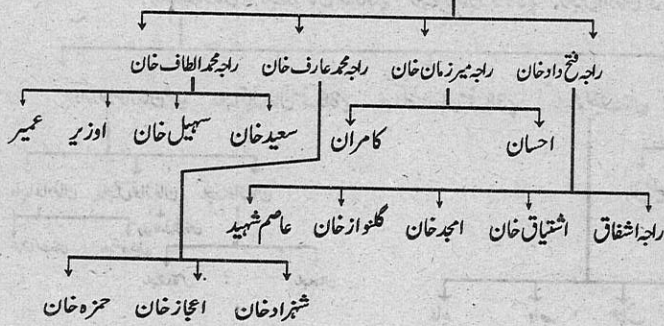 راجہ فتح داد خان راجہ میر زمان خان راجہ محمد عارف خان راجہ محمد الطاف خان
احسان کامران سعید خان سہیل خان اوزیر عمیر
راجہ اشفاق اشتیاق خان امجد خان گلنواز خان عاصم شہید
شہزاد خان اعجاز خان حمزہ خان